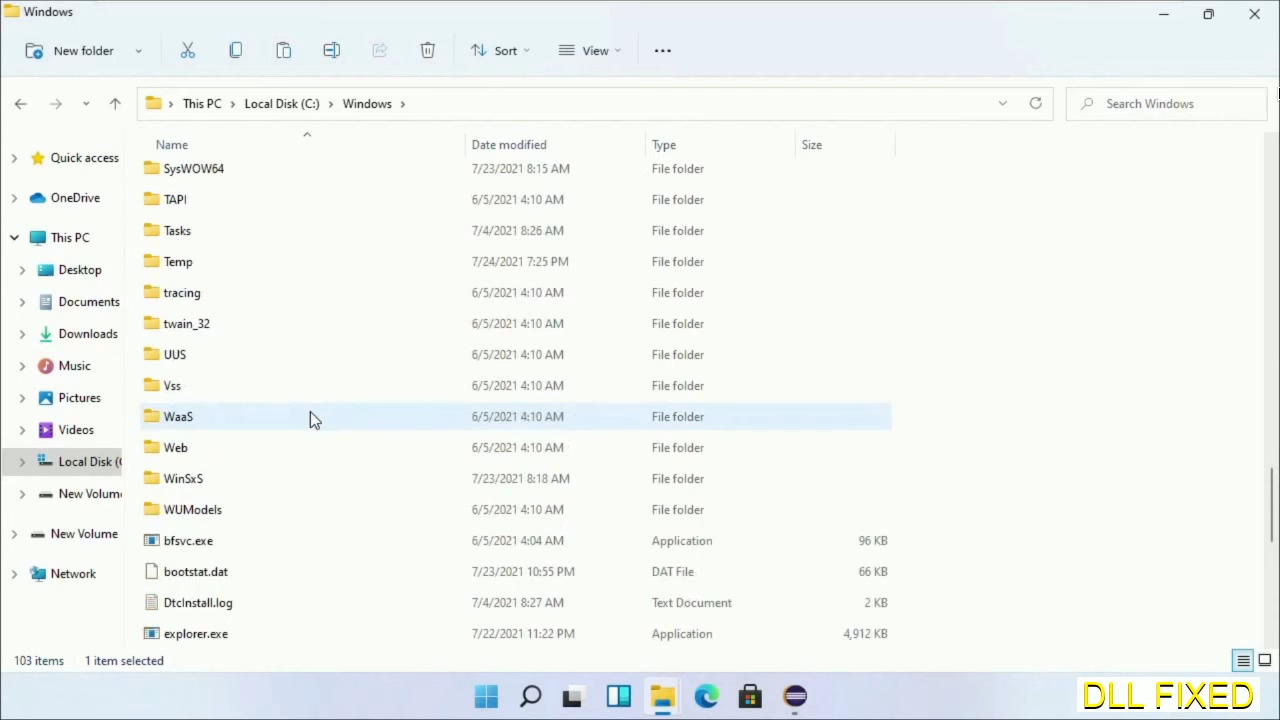 Windows
New folder Sort View
This PC Local Disk (C:) Windows Search Windows
Name Date modified Type Size
Quick access
OneDrive
This PC
Desktop
Documents
Downloads
Music
Pictures
Videos
Local Disk (
New Volum
New Volume
Network
SysWOW64 7/23/2021 8:15 AM File folder
TAPI 6/5/2021 4:10 AM File folder
Tasks 7/4/2021 8:26 AM File folder
Temp 7/24/2021 7:25 PM File folder
tracing 6/5/2021 4:10 AM File folder
twain_32 6/5/2021 4:10 AM File folder
UUS 6/5/2021 4:10 AM File folder
Vss 6/5/2021 4:10 AM File folder
WaaS 6/5/2021 4:10 AM File folder
Web 6/5/2021 4:10 AM File folder
WinSxS 7/23/2021 8:18 AM File folder
WUModels 6/5/2021 4:10 AM File folder
bfsvc.exe 6/5/2021 4:04 AM Application 96 KB
bootstat.dat 7/23/2021 10:55 PM DAT File 66 KB
DtcInstall.log 7/4/2021 8:27 AM Text Document 2 KB
explorer.exe 7/22/2021 11:22 PM Application 4,912 KB
103 items 1 item selected
DLL FIXED